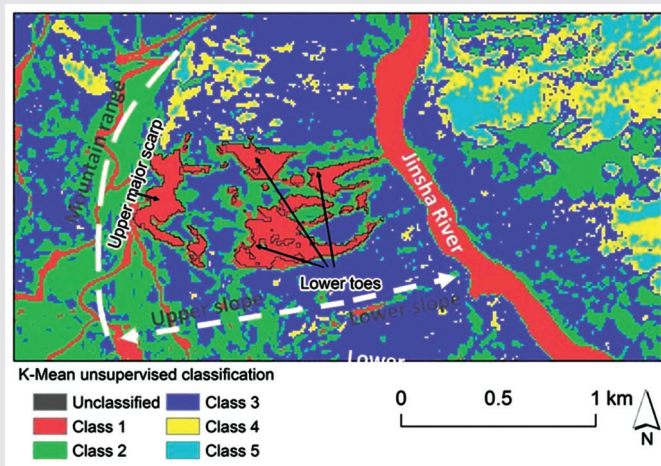 Mountain range
Upper major scarp
Jinsha River
Lower toes
Upper slope
Lower slope
Lower
K-Mean unsupervised classification
Unclassified
Class 1
Class 2
Class 3
Class 4
Class 5
0 0.5 1 km
N